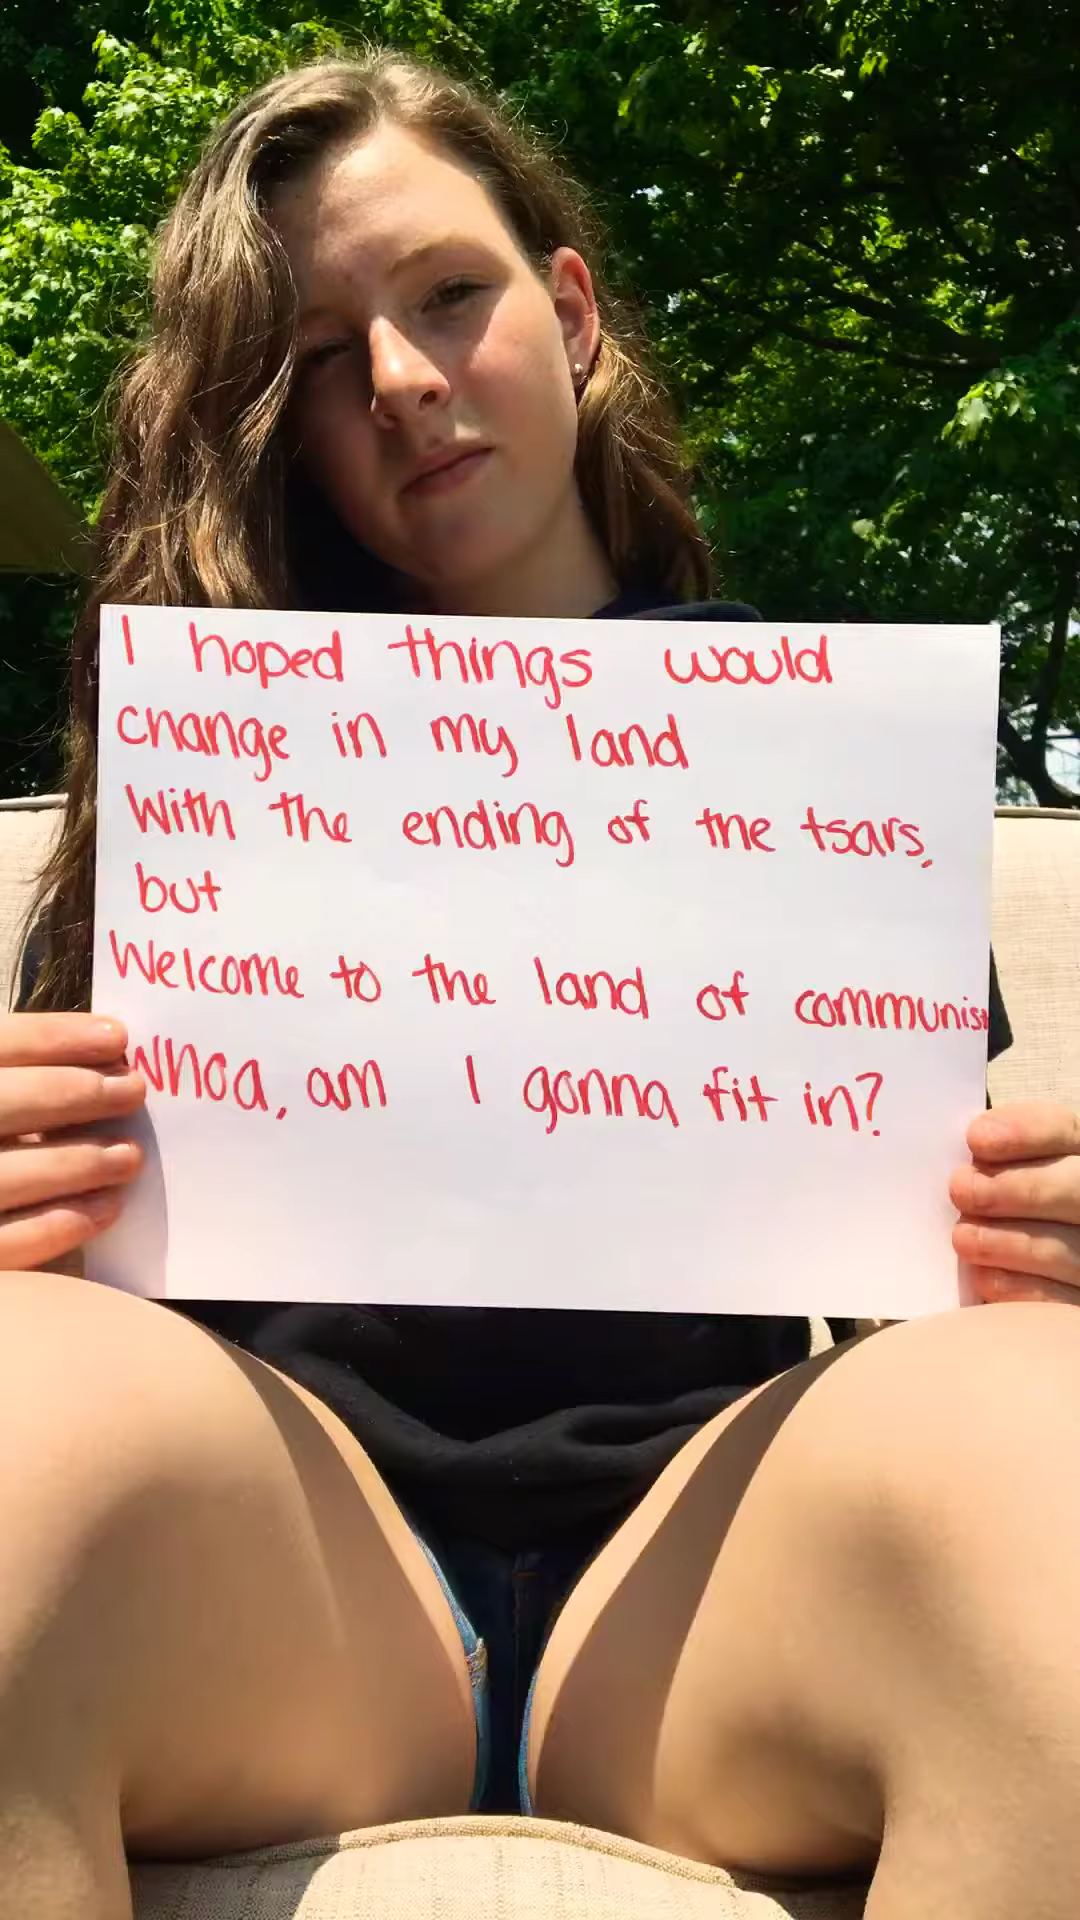 I hoped things would
change in my land
With the ending of the tsars,
but
Welcome to the land of communism
Whoa, am I gonna fit in?